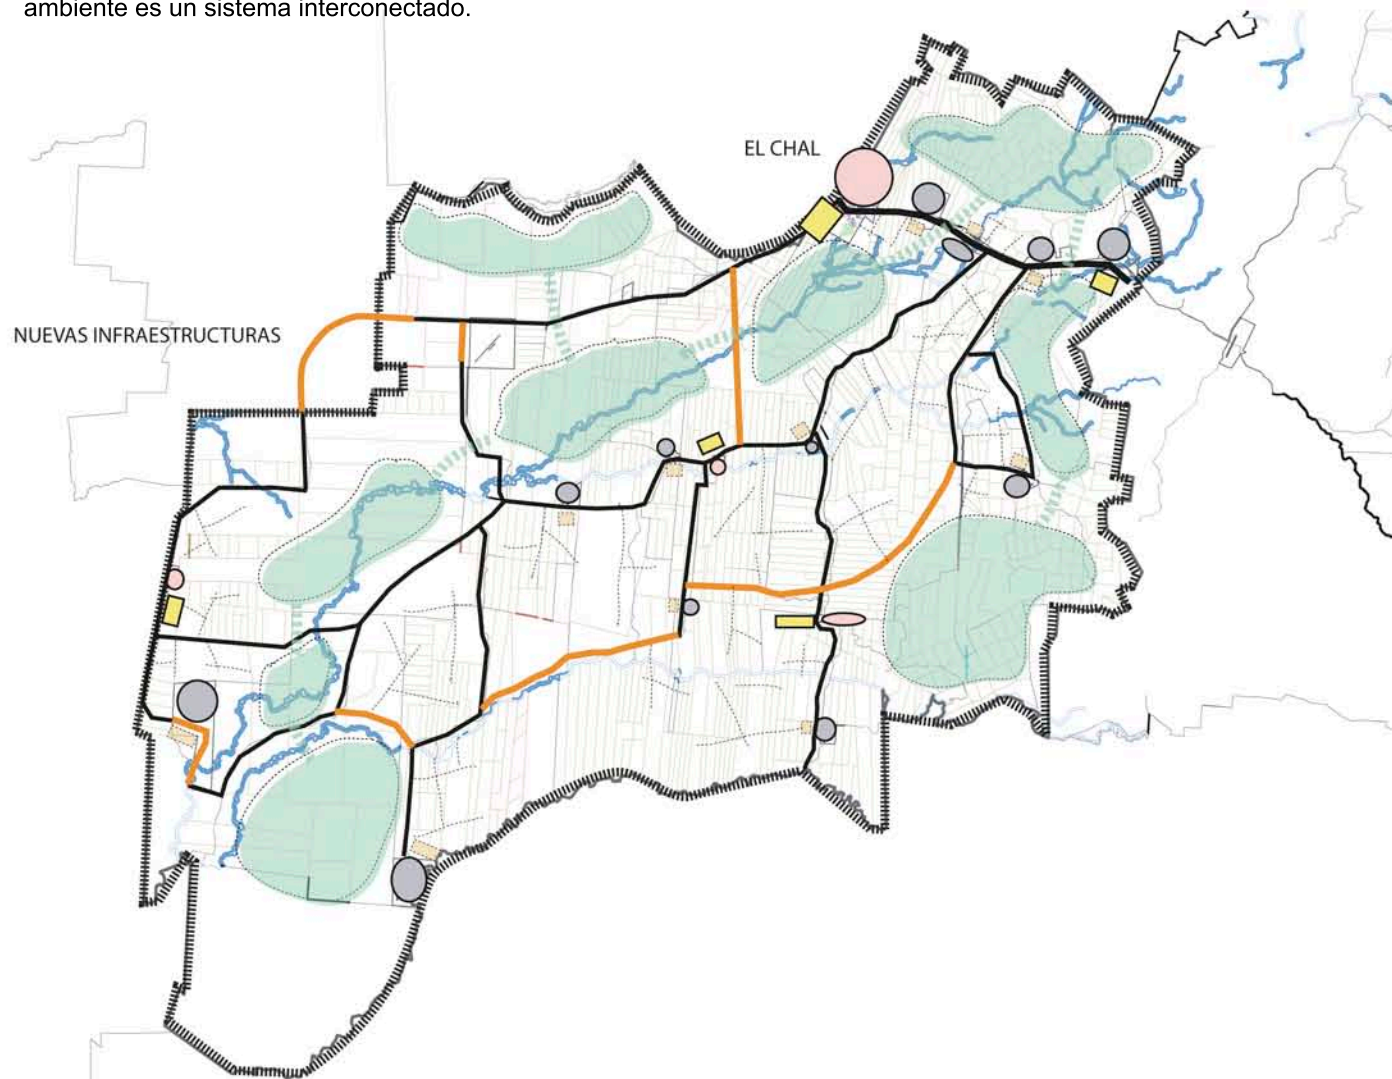 ambiente es un sistema interconectado.
EL CHAL
NUEVAS INFRAESTRUCTURAS